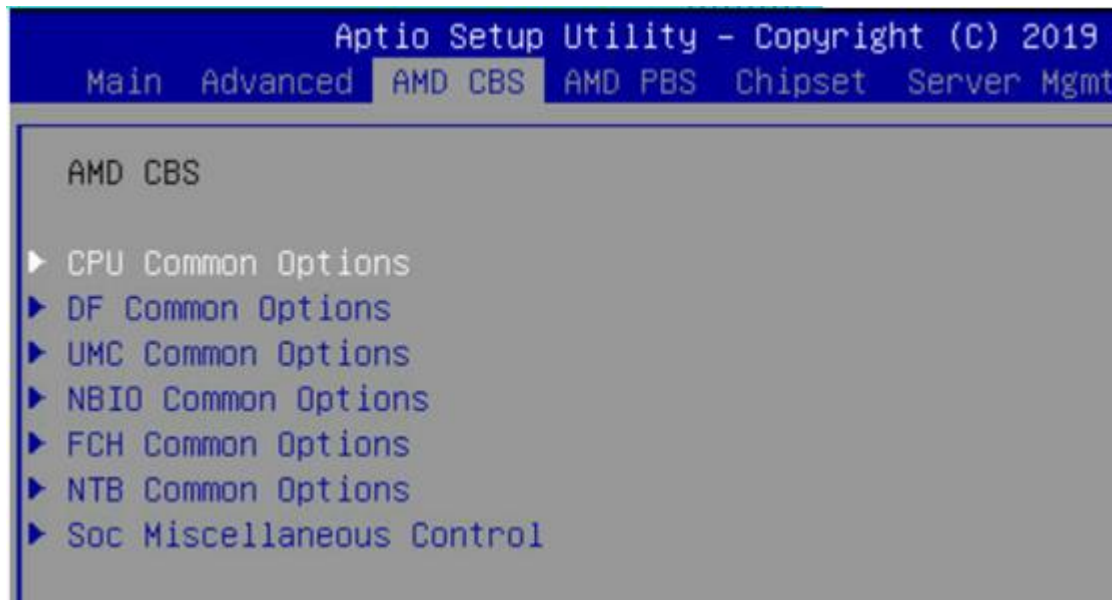 Aptio Setup Utility – Copyright (C) 2019
Main Advanced AMD CBS AMD PBS Chipset Server Mgmt
AMD CBS
CPU Common Options
DF Common Options
UMC Common Options
NBIO Common Options
FCH Common Options
NTB Common Options
Soc Miscellaneous Control